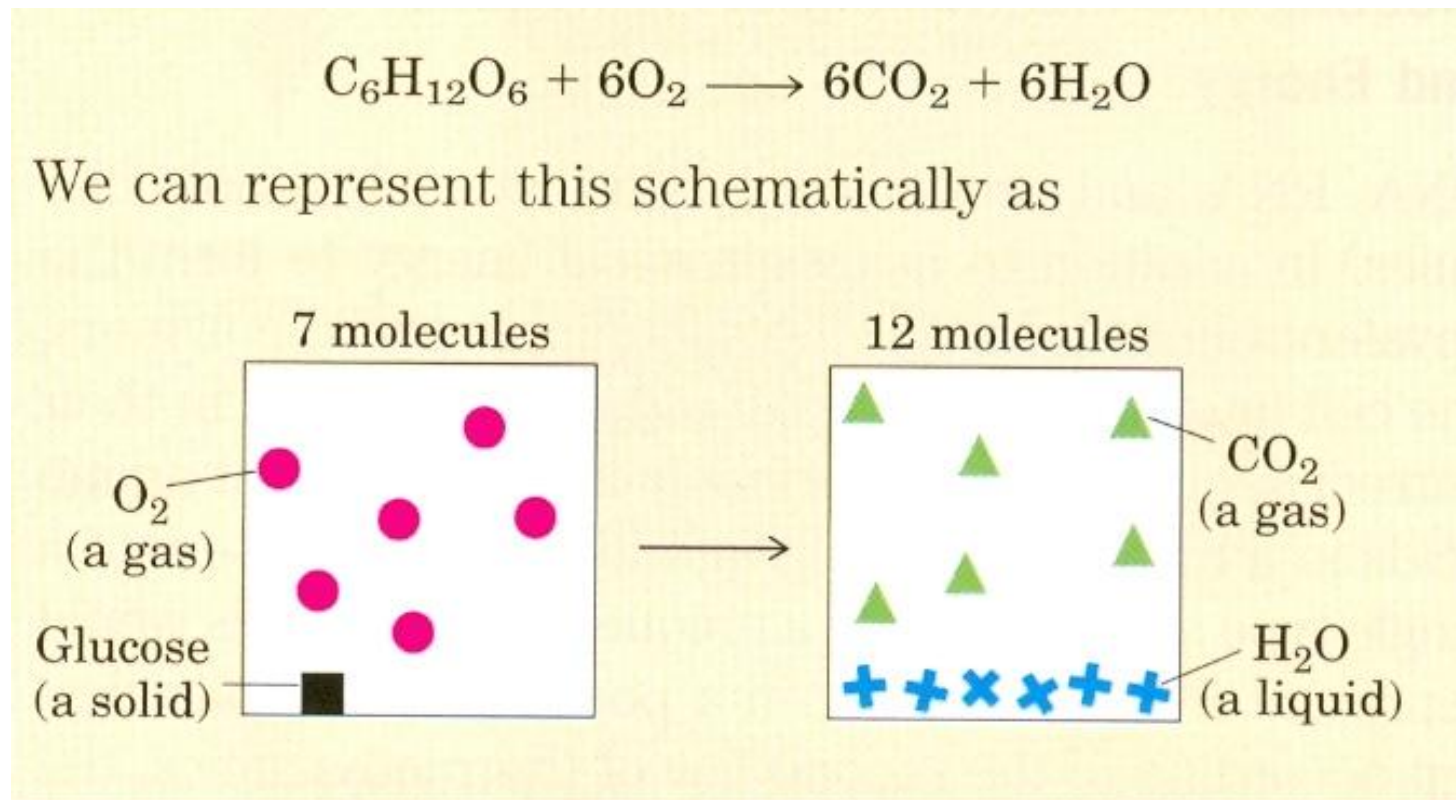 C₆H₁₂O₆ + 6O₂ ⟶ 6CO₂ + 6H₂O
We can represent this schematically as
7 molecules
12 molecules
O₂
(a gas)
Glucose
(a solid)
CO₂
(a gas)
H₂O
(a liquid)